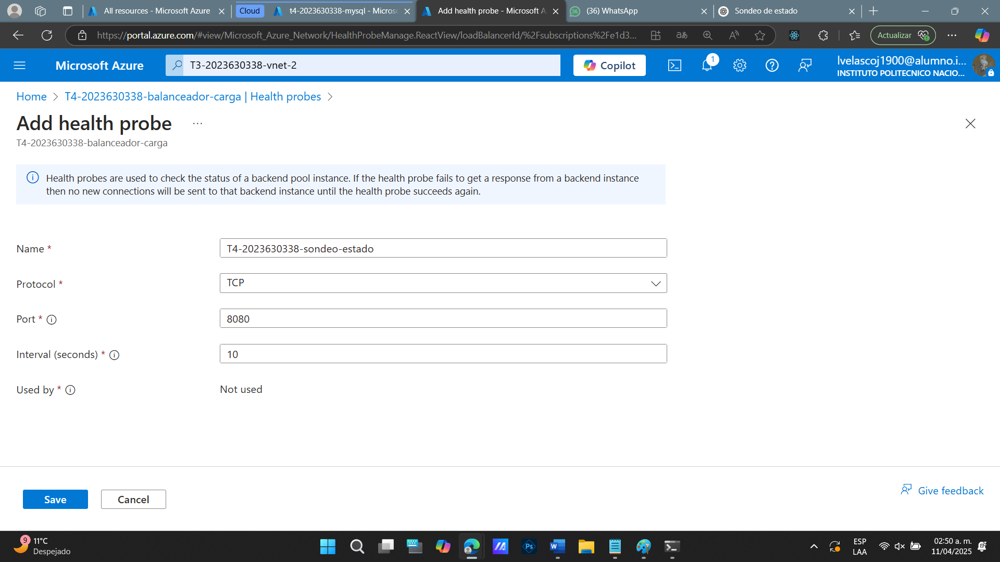 All resources - Microsoft Azure
Cloud
t4-2023630338-mysql - Micros
Add health probe - Microsoft A
36
(36) WhatsApp
Sondeo de estado
https://portal.azure.com/#view/Microsoft_Azure_Network/HealthProbeManage.ReactView/loadBalancerId/%2Fsubscriptions%2Fe1d3...
Actualizar
Microsoft Azure
T3-2023630338-vnet-2
Copilot
1
lvelascoj1900@alumno.i...
INSTITUTO POLITECNICO NACIO...
Home > T4-2023630338-balanceador-carga | Health probes >
Add health probe ...
T4-2023630338-balanceador-carga
Health probes are used to check the status of a backend pool instance. If the health probe fails to get a response from a backend instance
then no new connections will be sent to that backend instance until the health probe succeeds again.
Name *
T4-2023630338-sondeo-estado
Protocol *
TCP
Port *
8080
Interval (seconds) *
10
Used by *
Not used
Save
Cancel
Give feedback
9
11°C
Despejado
Ps
W
ESP
LAA
02:50 a. m.
11/04/2025